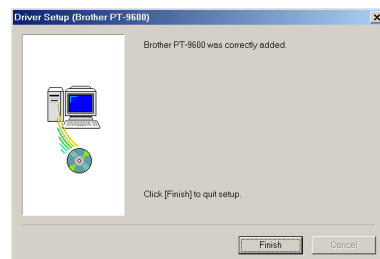 Driver Setup (Brother PT-9600)
Brother PT-9600 was correctly added.
Click [Finish] to quit setup.
Finish
Cancel